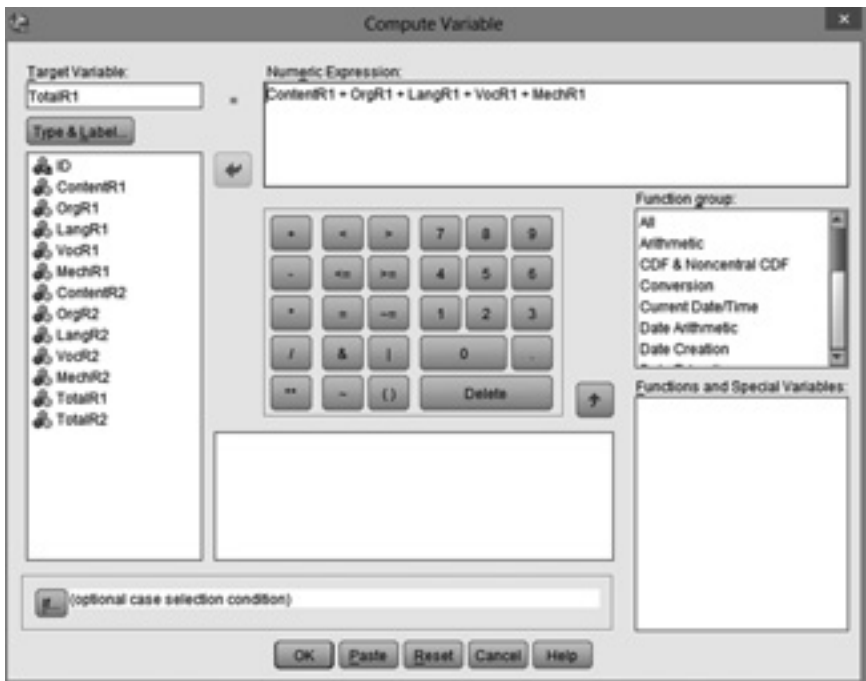 Compute Variable
Target Variable:
TotalR1
=
Numeric Expression:
ContentR1 + OrgR1 + LangR1 + VocR1 + MechR1
Type & Label...
ID
ContentR1
OrgR1
LangR1
VocR1
MechR1
ContentR2
OrgR2
LangR2
VocR2
MechR2
TotalR1
TotalR2
+ < > 7 8 9
- <= >= 4 5 6
* = ~= 1 2 3
/ & | 0 .
** ~ ( ) Delete
Function group:
All
Arithmetic
CDF & Noncentral CDF
Conversion
Current Date/Time
Date Arithmetic
Date Creation
Functions and Special Variables:
If... (optional case selection condition)
OK Paste Reset Cancel Help